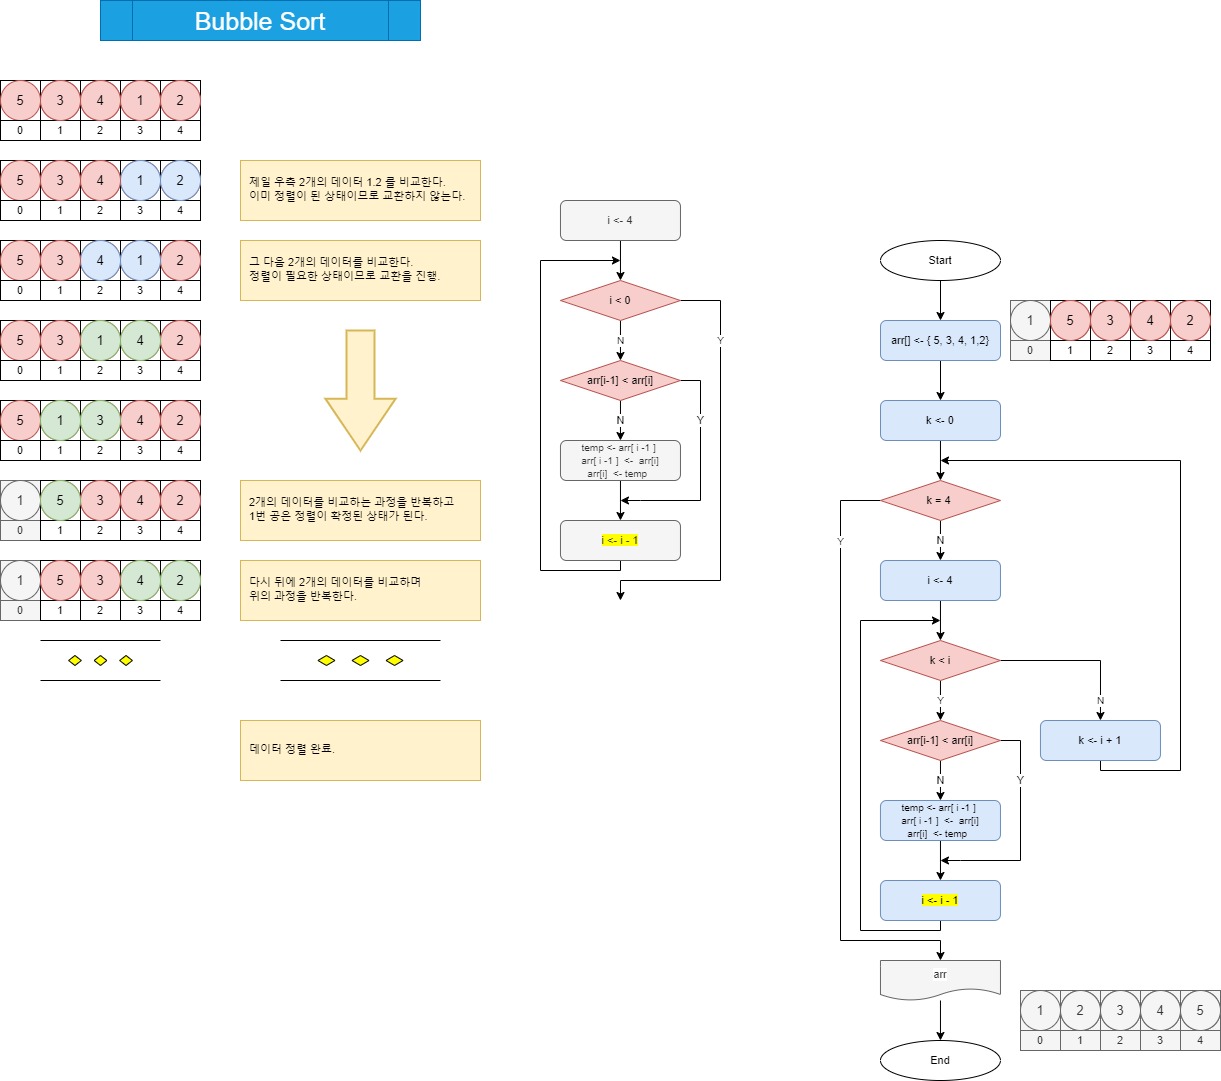 Bubble Sort
5 3 4 1 2
0 1 2 3 4
5 3 4 1 2
0 1 2 3 4
제일 우측 2개의 데이터 1.2 를 비교한다.
이미 정렬이 된 상태이므로 교환하지 않는다.
5 3 4 1 2
0 1 2 3 4
그 다음 2개의 데이터를 비교한다.
정렬이 필요한 상태이므로 교환을 진행.
5 3 1 4 2
0 1 2 3 4
5 1 3 4 2
0 1 2 3 4
1 5 3 4 2
0 1 2 3 4
2개의 데이터를 비교하는 과정을 반복하고
1번 공은 정렬이 확정된 상태가 된다.
1 5 3 4 2
0 1 2 3 4
다시 뒤에 2개의 데이터를 비교하며
위의 과정을 반복한다.
데이터 정렬 완료.
i <- 4
i < 0
N
Y
arr[i-1] < arr[i]
N
Y
temp <- arr[ i -1 ]
arr[ i -1 ] <- arr[i]
arr[i] <- temp
i <- i - 1
Start
arr[] <- { 5, 3, 4, 1,2}
1 5 3 4 2
0 1 2 3 4
k <- 0
k = 4
Y
N
i <- 4
k < i
Y
N
arr[i-1] < arr[i]
k <- i + 1
N
Y
temp <- arr[ i -1 ]
arr[ i -1 ] <- arr[i]
arr[i] <- temp
i <- i - 1
arr
1 2 3 4 5
0 1 2 3 4
End